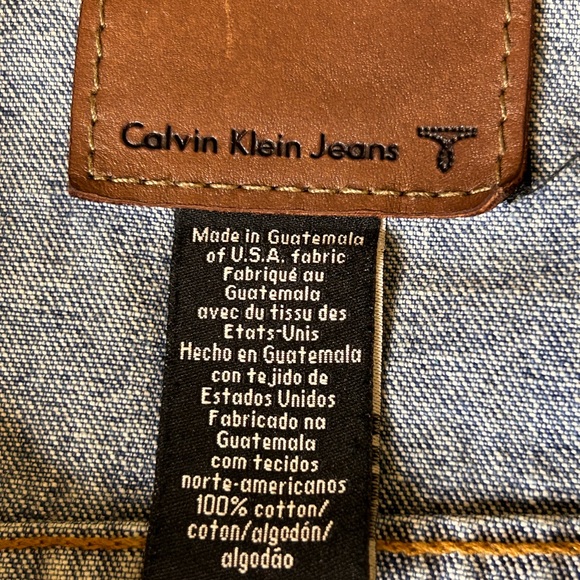 Calvin Klein Jeans
Made in Guatemala
of U.S.A. fabric
Fabriqué au
Guatemala
avec du tissu des
Etats-Unis
Hecho en Guatemala
con tejido de
Estados Unidos
Fabricado na
Guatemala
com tecidos
norte-americanos
100% cotton/
coton/algodón/
algodão